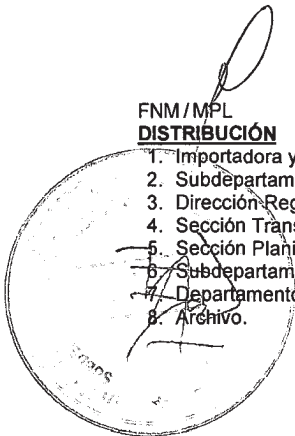 FNM / MPL
DISTRIBUCIÓN
1. Importadora y
2. Subdepartam
3. Dirección Reg
4. Sección Trans
5. Sección Plani
6. Subdepartam
7. Departamento
8. Archivo.